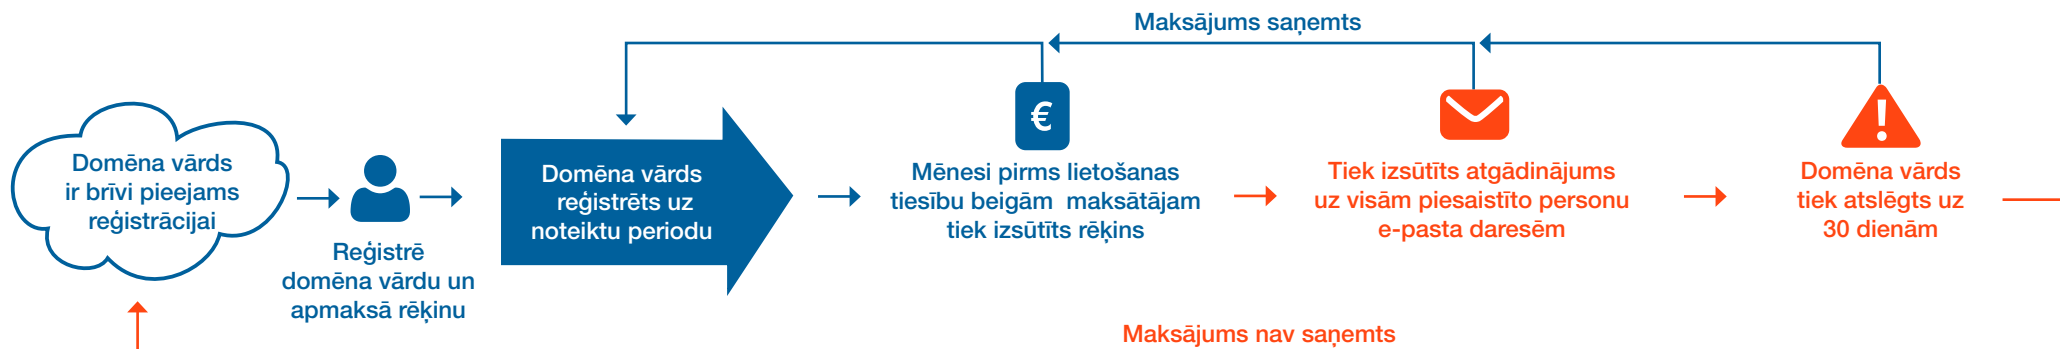 Maksājums saņemts
Domēna vārds
ir brīvi pieejams
reģistrācijai
Reģistrē
domēna vārdu un
apmaksā rēķinu
Domēna vārds
reģistrēts uz
noteiktu periodu
€
Mēnesi pirms lietošanas
tiesību beigām maksātājam
tiek izsūtīts rēķins
Tiek izsūtīts atgādinājums
uz visām piesaistīto personu
e-pasta daresēm
Domēna vārds
tiek atslēgts uz
30 dienām
Maksājums nav saņemts